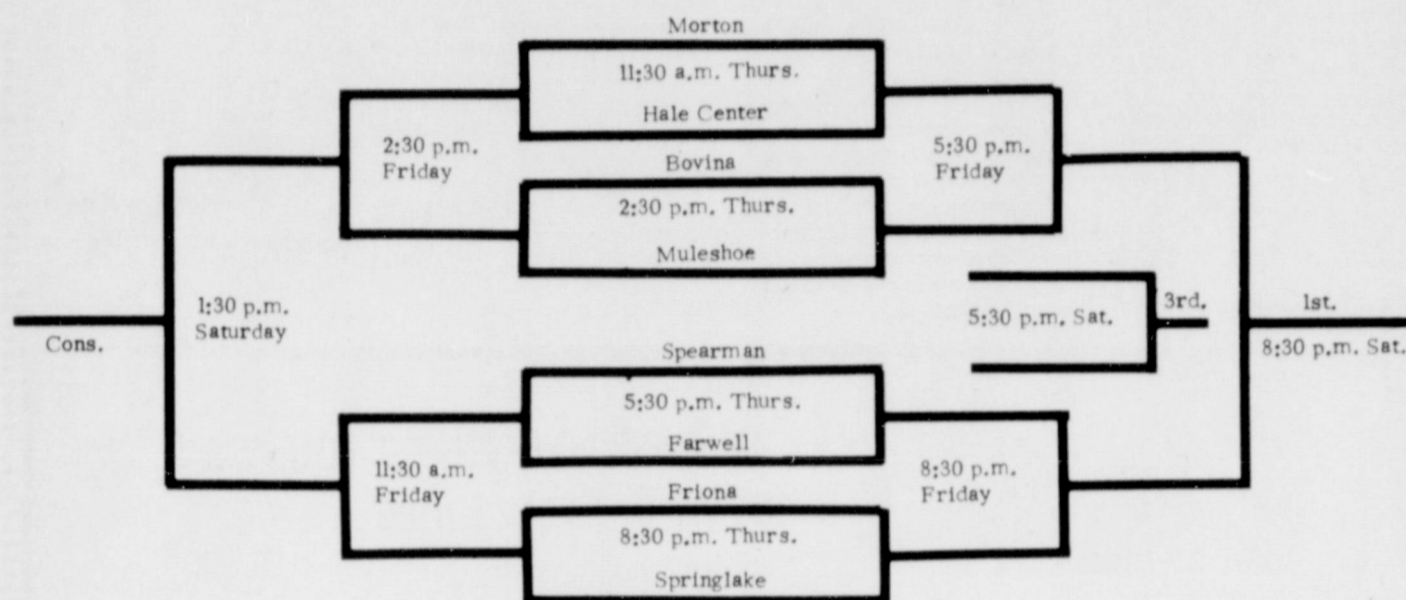 Morton
11:30 a.m. Thurs.
Hale Center
2:30 p.m.
Friday
5:30 p.m.
Friday
Bovina
2:30 p.m. Thurs.
Muleshoe
1:30 p.m.
Saturday
Cons.
5:30 p.m. Sat.
3rd.
1st.
8:30 p.m. Sat.
Spearman
5:30 p.m. Thurs.
Farwell
11:30 a.m.
Friday
8:30 p.m.
Friday
Friona
8:30 p.m. Thurs.
Springlake